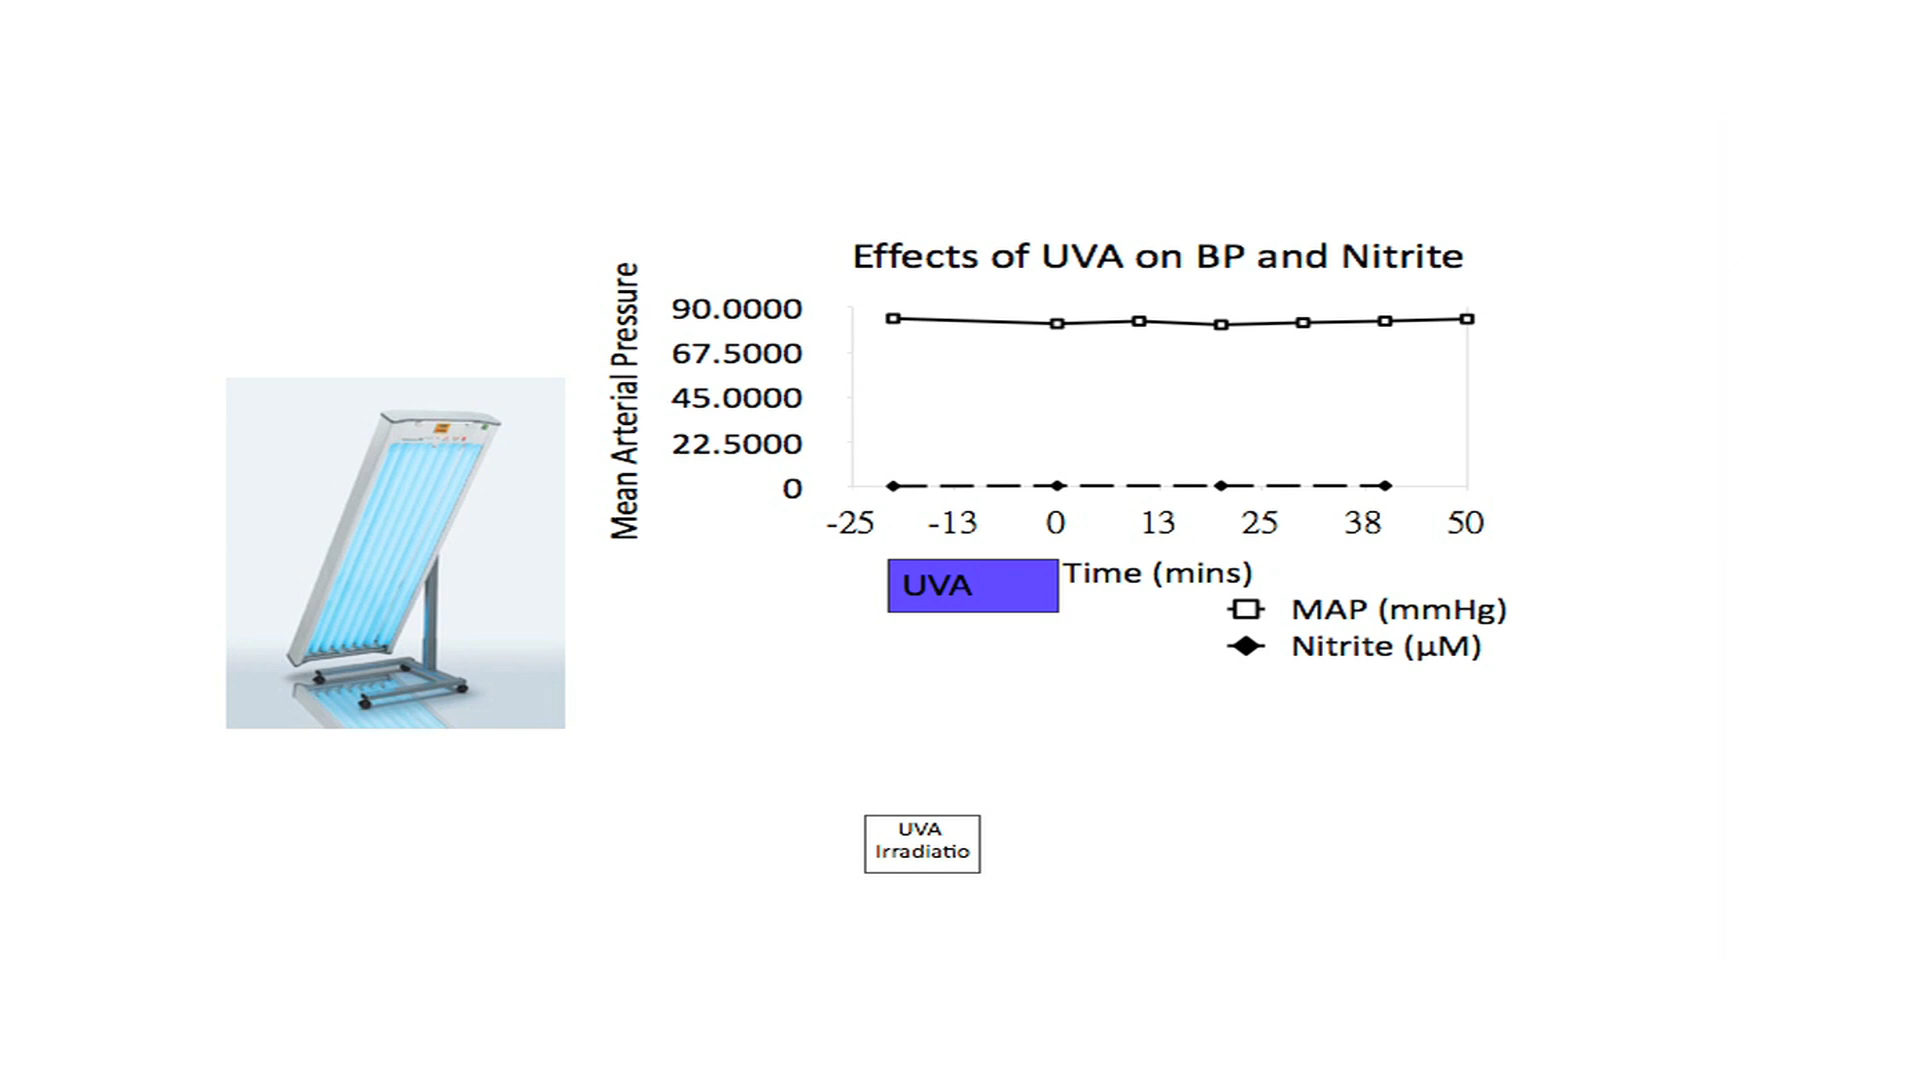 Effects of UVA on BP and Nitrite
Mean Arterial Pressure
90.0000
67.5000
45.0000
22.5000
0
-25 -13 0 13 25 38 50
UVA
Time (mins)
MAP (mmHg)
Nitrite (µM)
UVA
Irradiatio